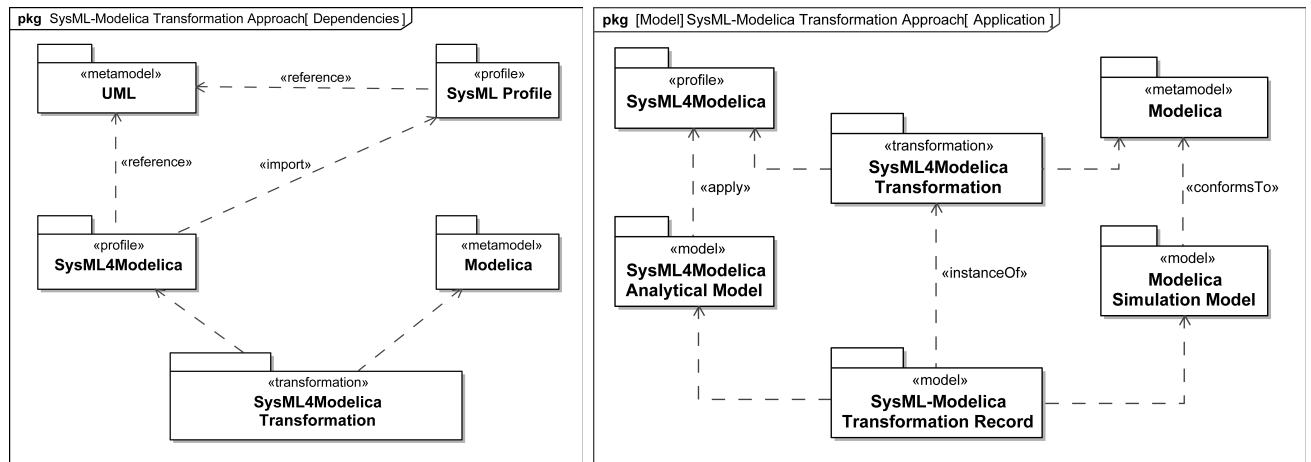 pkg SysML-Modelica Transformation Approach[ Dependencies]
«metamodel»
UML
«reference»
«profile»
SysML Profile
«reference»
«import»
«profile»
SysML4Modelica
«metamodel»
Modelica
«transformation»
SysML4Modelica
Transformation
pkg [Model] SysML-Modelica Transformation Approach[ Application ]
«profile»
SysML4Modelica
«metamodel»
Modelica
«transformation»
SysML4Modelica
Transformation
«apply»
«conformsTo»
«model»
SysML4Modelica
Analytical Model
«instanceOf»
«model»
Modelica
Simulation Model
«model»
SysML-Modelica
Transformation Record